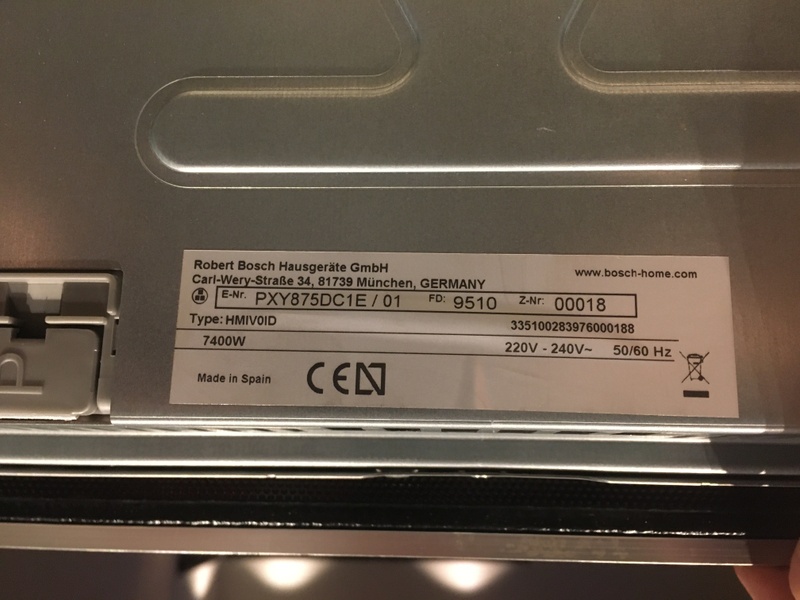 Robert Bosch Hausgeräte GmbH
www.bosch-home.com
Carl-Wery-Straße 34, 81739 München, GERMANY
E-Nr. PXY875DC1E / 01 FD: 9510 Z-Nr: 00018
Type: HMIV0ID 335100283976000188
7400W 220V - 240V~ 50/60 Hz
Made in Spain CE